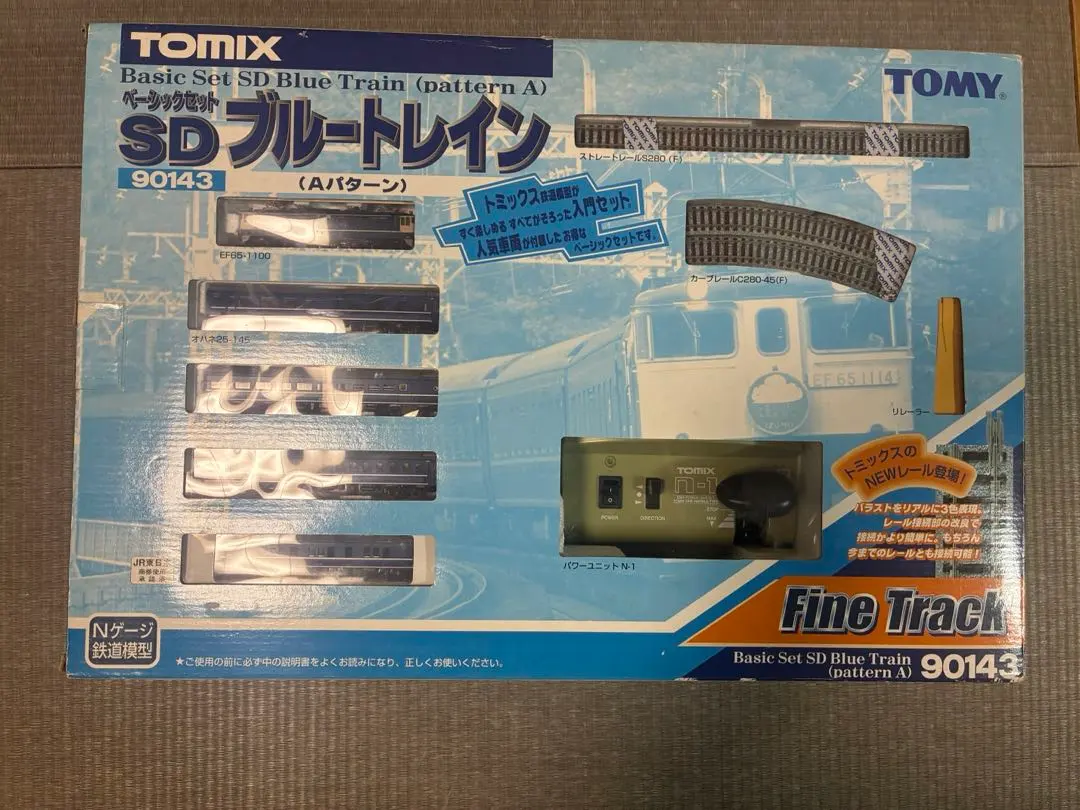 TOMIX
Basic Set SD Blue Train (pattern A)
ベーシックセット
SDブルートレイン
90143
(Aパターン)
TOMY®
ストレートレールS280 (F)
トミックス鉄道模型が
すぐ楽しめる すべてがそろった入門セット
人気車両が付属したお得な
ベーシックセットです。
EF65-1100
カーブレールC280-45(F)
オハネ25-145
EF65 1114
リレーラー
TOMIX
N-1
POWER
DIRECTION
STOP
MAX
パワーユニット N-1
トミックスの
NEWレール登場!
バラストをリアルに3色表現。
レール接続部の改良で
接続がより簡単に。もちろん
今までのレールとも接続可能!
JR東日本
商標使用
承認済
Fine Track
Nゲージ
鉄道模型
★ご使用の前に必ず中の説明書をよくお読みになり、正しくお使いください。
Basic Set SD Blue Train
(pattern A)
90143